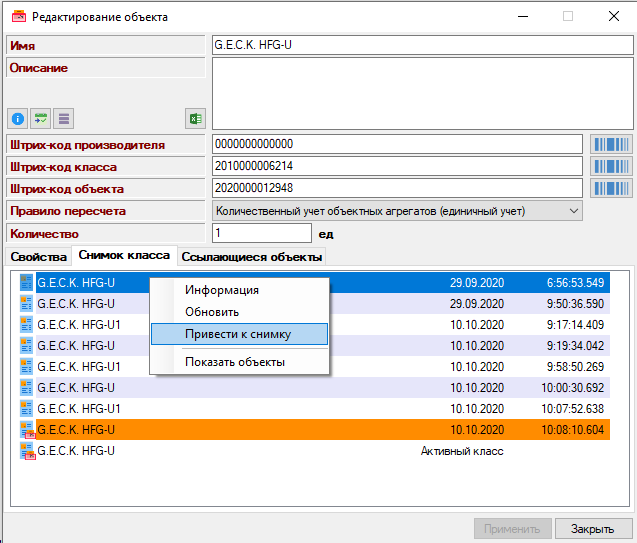 Редактирование объекта
Имя
G.E.C.K. HFG-U
Описание
Штрих-код производителя
0000000000000
Штрих-код класса
2010000006214
Штрих-код объекта
2020000012948
Правило пересчета
Количественный учет объектных агрегатов (единичный учет)
Количество
1
ед
Свойства Снимок класса Ссылающиеся объекты
G.E.C.K. HFG-U 29.09.2020 6:56:53.549
G.E.C.K. HFG-U 29.09.2020 9:50:36.590
G.E.C.K. HFG-U1 10.10.2020 9:17:14.409
G.E.C.K. HFG-U 10.10.2020 9:19:34.042
G.E.C.K. HFG-U1 10.10.2020 9:58:50.269
G.E.C.K. HFG-U 10.10.2020 10:00:30.692
G.E.C.K. HFG-U1 10.10.2020 10:07:52.638
G.E.C.K. HFG-U 10.10.2020 10:08:10.604
G.E.C.K. HFG-U Активный класс
Информация
Обновить
Привести к снимку
Показать объекты
Применить Закрыть